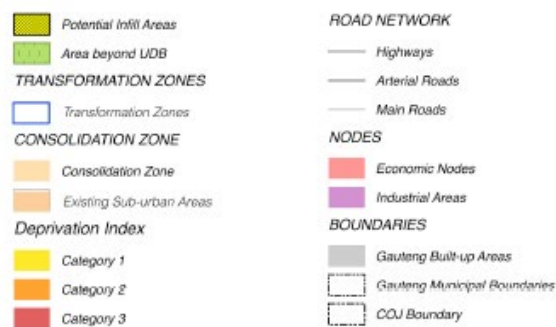 Potential Infill Areas
Area beyond UDB
TRANSFORMATION ZONES
Transformation Zones
CONSOLIDATION ZONE
Consolidation Zone
Existing Sub-urban Areas
Deprivation Index
Category 1
Category 2
Category 3
ROAD NETWORK
Highways
Arterial Roads
Main Roads
NODES
Economic Nodes
Industrial Areas
BOUNDARIES
Gauteng Built-up Areas
Gauteng Municipal Boundaries
COJ Boundary